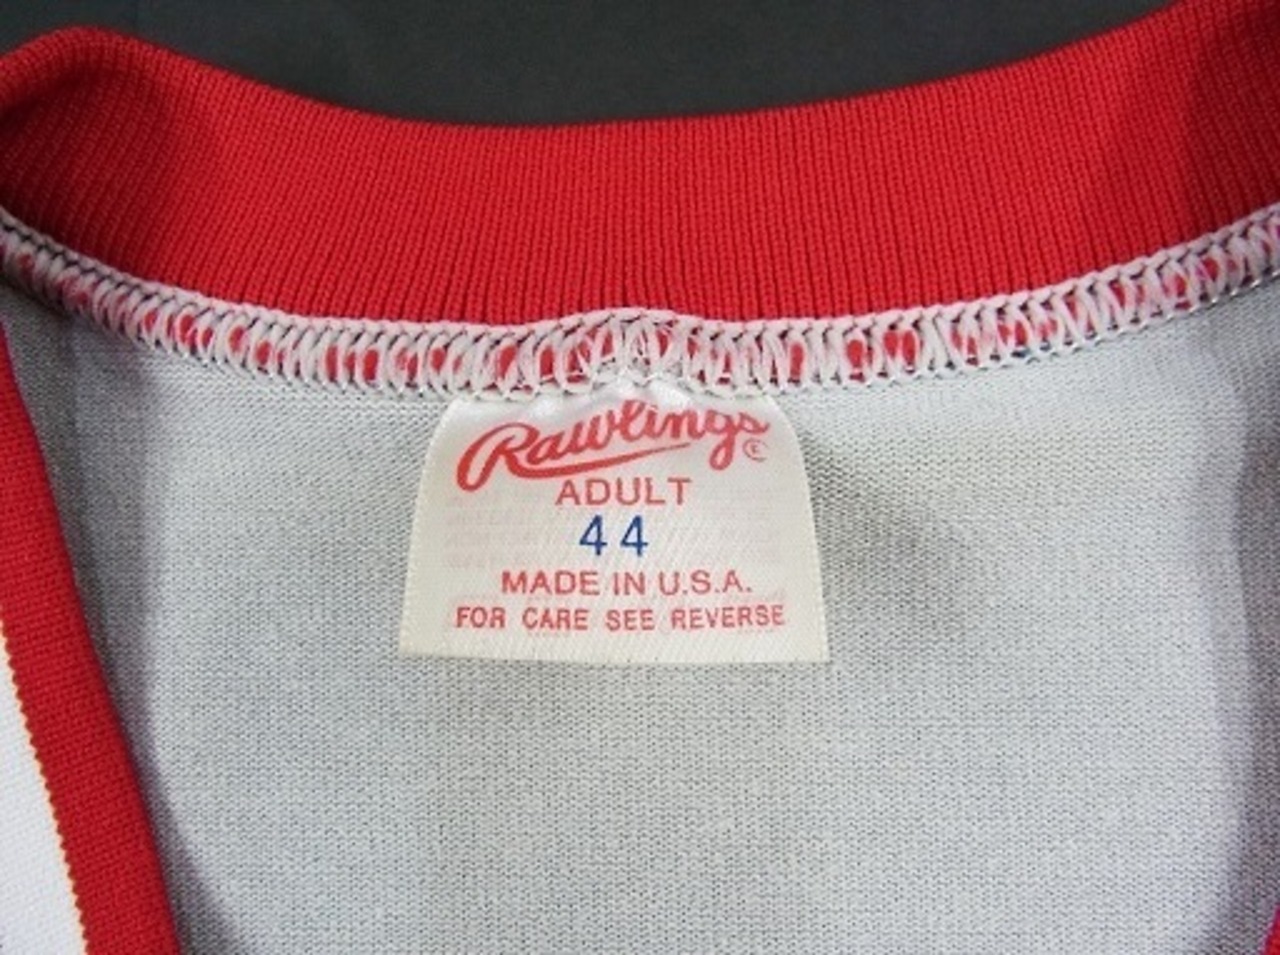 Rawlings
ADULT
44
MADE IN U.S.A.
FOR CARE SEE REVERSE